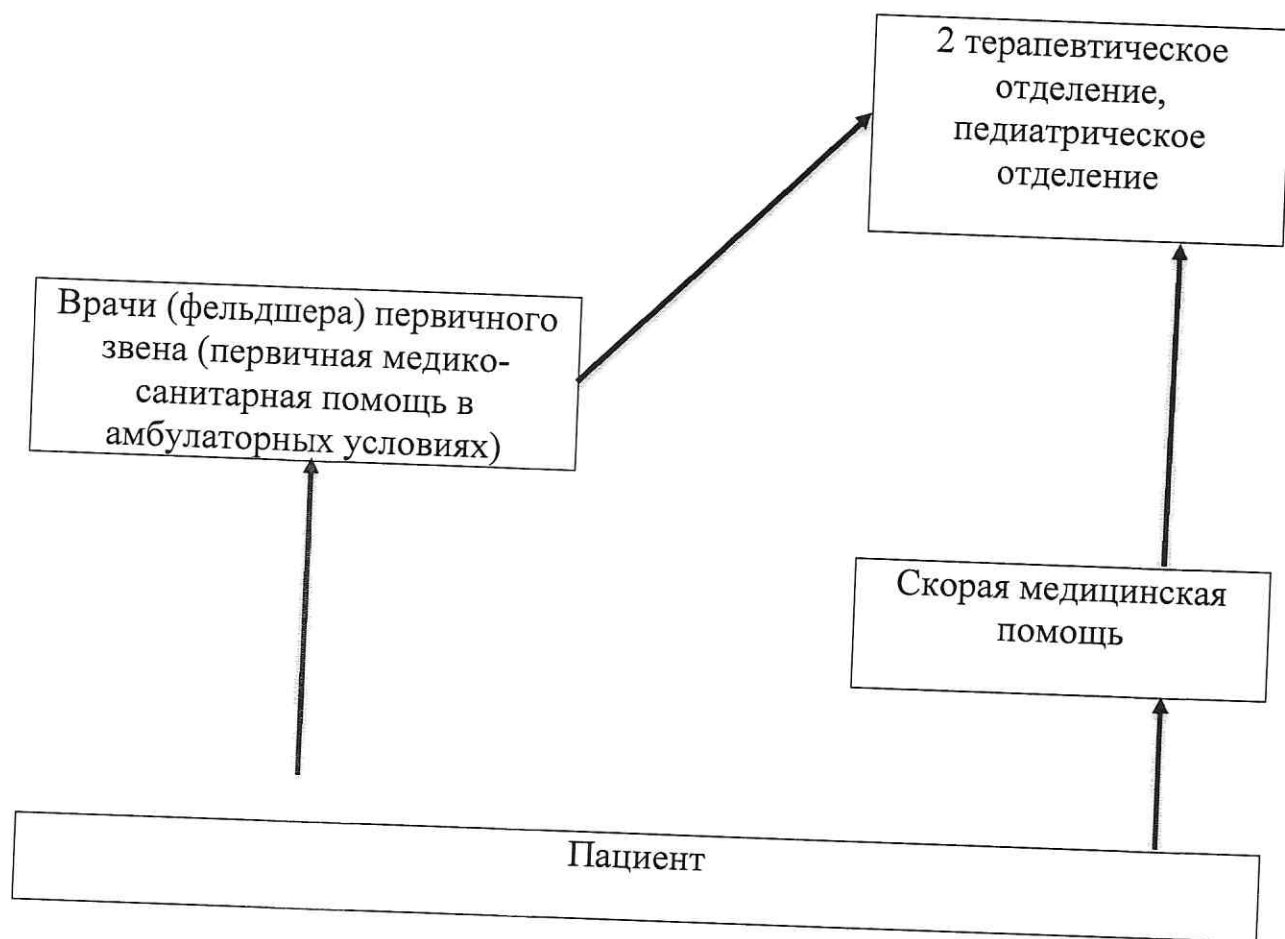 2 терапевтическое
отделение,
педиатрическое
отделение
Врачи (фельдшера) первичного
звена (первичная медико-
санитарная помощь в
амбулаторных условиях)
Скорая медицинская
помощь
Пациент